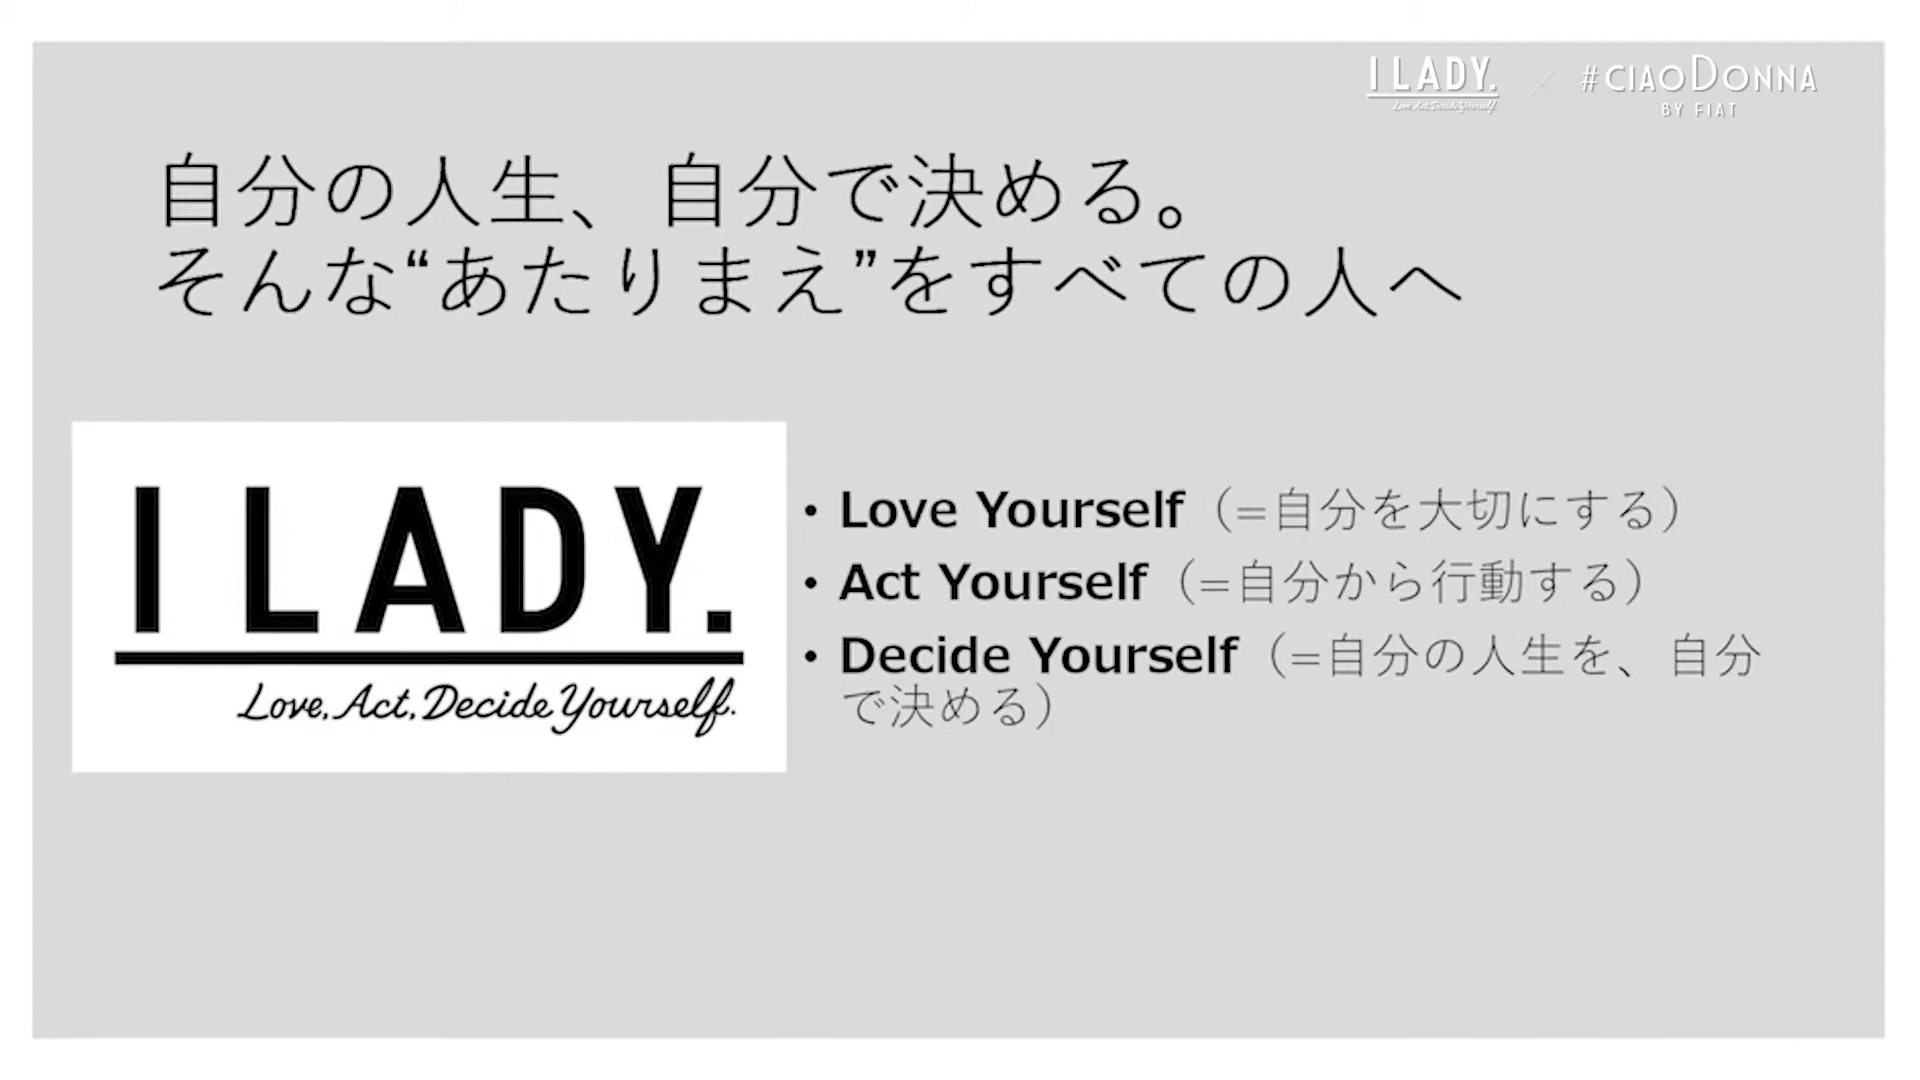 I LADY.
Love, Act, Decide Yourself.
#CIAODONNA
BY FIAT
自分の人生、自分で決める。
そんな“あたりまえ”をすべての人へ
I LADY.
Love, Act, Decide Yourself.
• Love Yourself（=自分を大切にする）
• Act Yourself（=自分から行動する）
• Decide Yourself（=自分の人生を、自分
で決める）